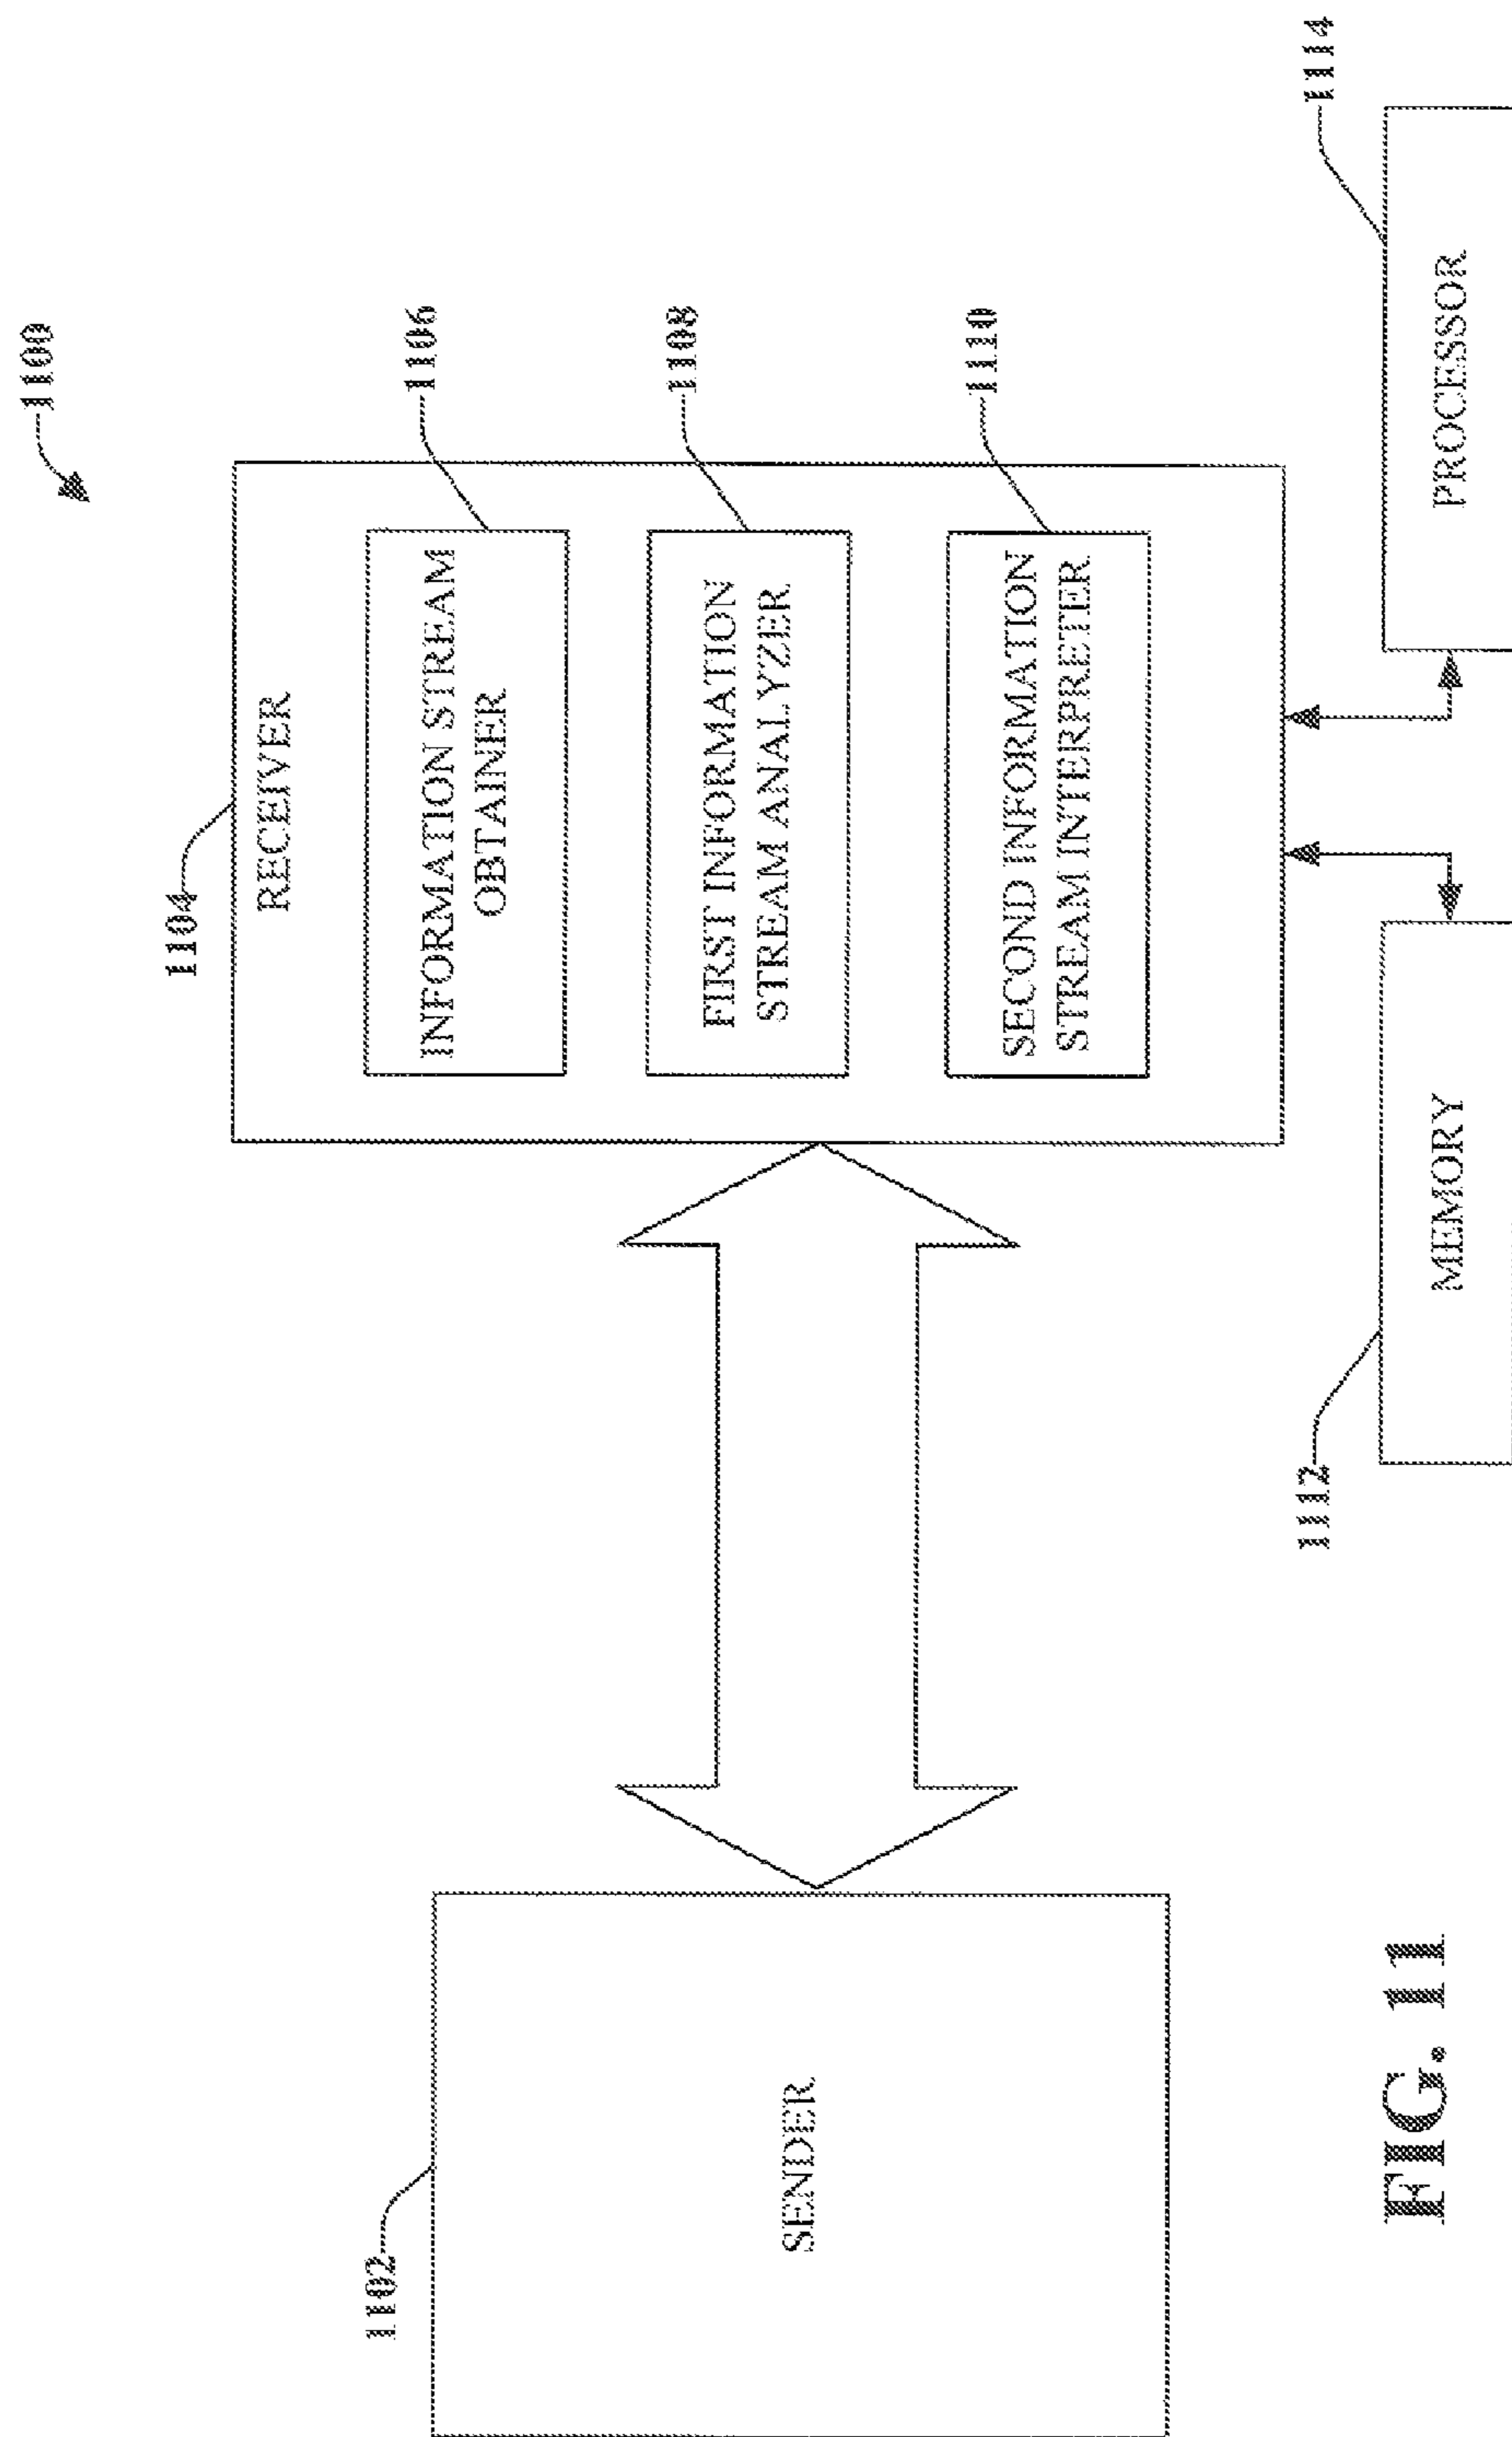 1100
1104
RECEIVER
INFORMATION STREAM
OBTAINER
1106
FIRST INFORMATION
STREAM ANALYZER
1108
SECOND INFORMATION
STREAM INTERPRETER
1110
1102
SENDER
1112
MEMORY
1114
PROCESSOR
FIG. 11